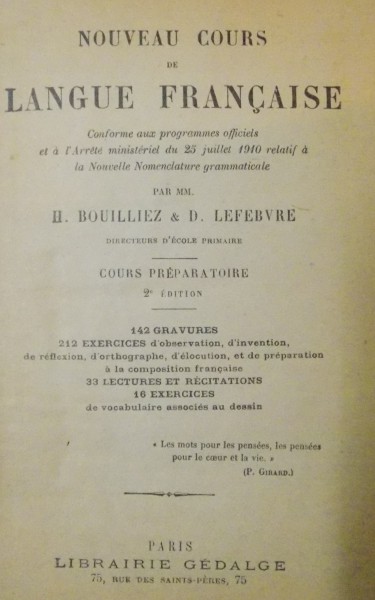 NOUVEAU COURS
DE
LANGUE FRANÇAISE
Conforme aux programmes officiels
et à l'Arrêté ministériel du 25 juillet 1910 relatif à
la Nouvelle Nomenclature grammaticale
PAR MM.
H. BOUILLIEZ & D. LEFEBVRE
DIRECTEURS D'ÉCOLE PRIMAIRE
COURS PRÉPARATOIRE
2e ÉDITION
142 GRAVURES
212 EXERCICES d'observation, d'invention,
de réflexion, d'orthographe, d'élocution, et de préparation
à la composition française
33 LECTURES ET RÉCITATIONS
16 EXERCICES
de vocabulaire associés au dessin
« Les mots pour les pensées, les pensées
pour le cœur et la vie. »
(P. GIRARD.)
PARIS
LIBRAIRIE GÉDALGE
75, RUE DES SAINTS-PÈRES, 75